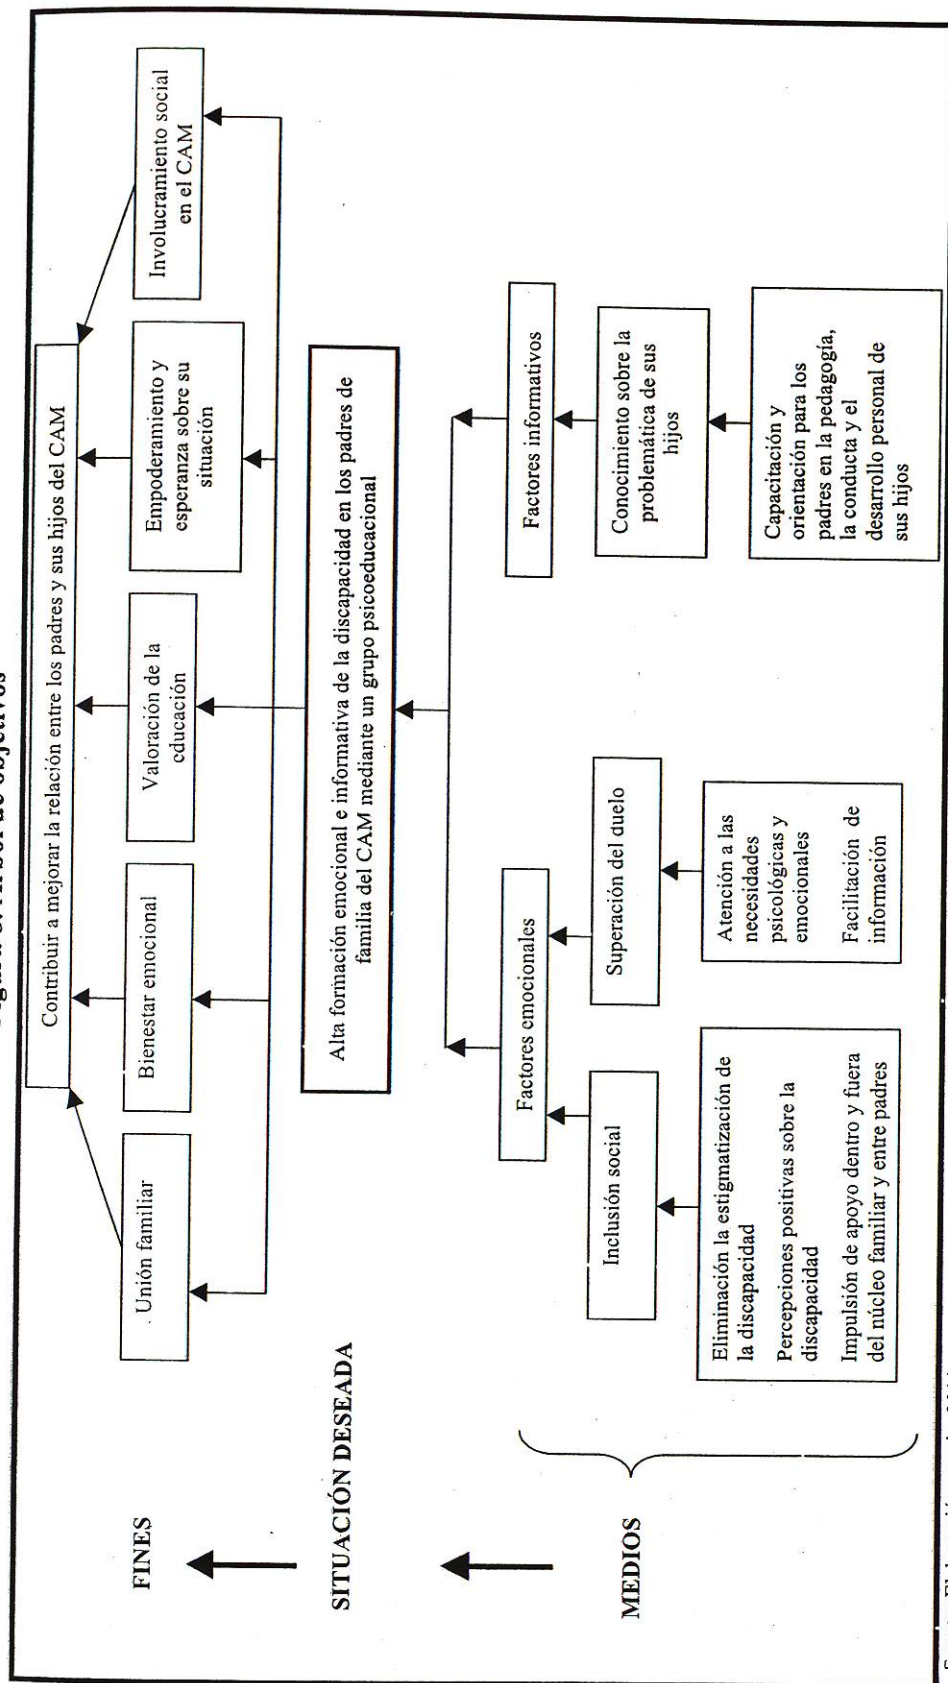 Árbol de objetivos
Contribuir a mejorar la relación entre los padres y sus hijos del CAM
FINES
Unión familiar
Bienestar emocional
Valoración de la
educación
Empoderamiento y
esperanza sobre su
situación
Involucramiento social
en el CAM
SITUACIÓN DESEADA
Alta formación emocional e informativa de la discapacidad en los padres de
familia del CAM mediante un grupo psicoeducacional
MEDIOS
Factores emocionales
Factores informativos
Inclusión social
Superación del duelo
Conocimiento sobre la
problemática de sus
hijos
Eliminación la estigmatización de
la discapacidad
Percepciones positivas sobre la
discapacidad
Impulsión de apoyo dentro y fuera
del núcleo familiar y entre padres
Atención a las
necesidades
psicológicas y
emocionales
Facilitación de
información
Capacitación y
orientación para los
padres en la pedagogía,
la conducta y el
desarrollo personal de
sus hijos